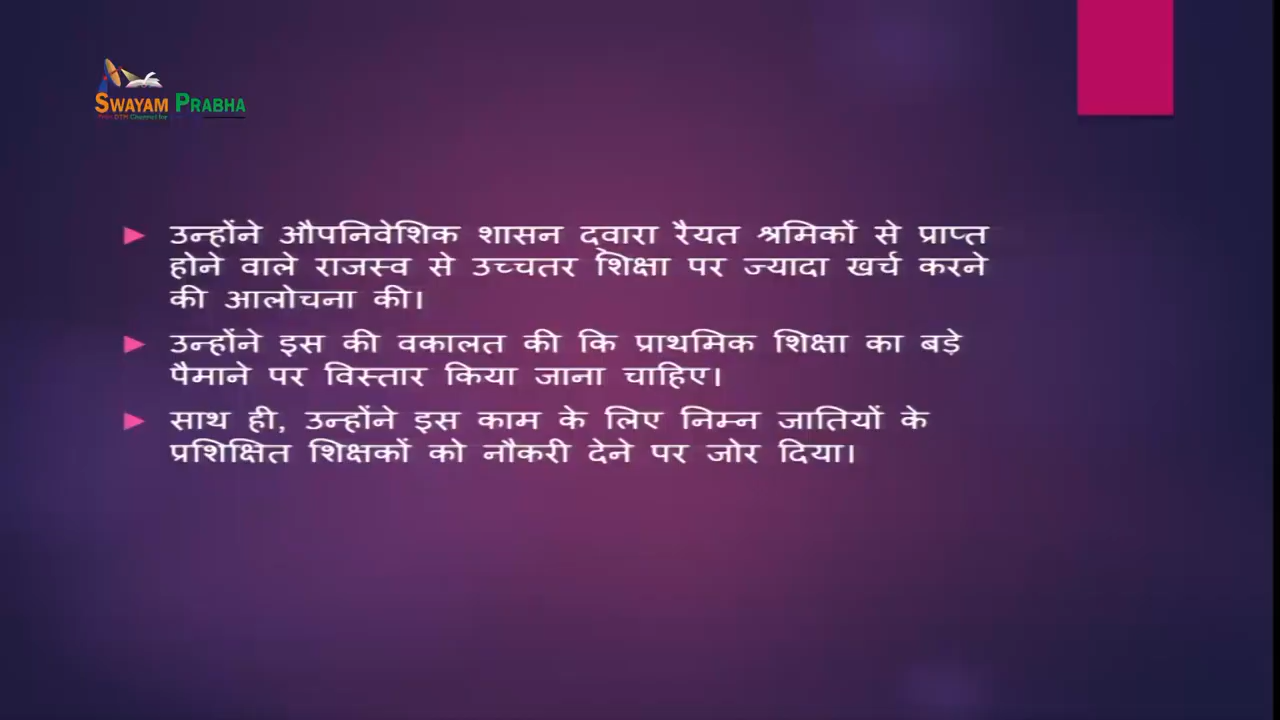 SWAYAM PRABHA
उन्होंने औपनिवेशिक शासन द्वारा रैयत श्रमिकों से प्राप्त
होने वाले राजस्व से उच्चतर शिक्षा पर ज्यादा खर्च करने
की आलोचना की।
उन्होंने इस की वकालत की कि प्राथमिक शिक्षा का बड़े
पैमाने पर विस्तार किया जाना चाहिए।
साथ ही, उन्होंने इस काम के लिए निम्न जातियों के
प्रशिक्षित शिक्षकों को नौकरी देने पर जोर दिया।